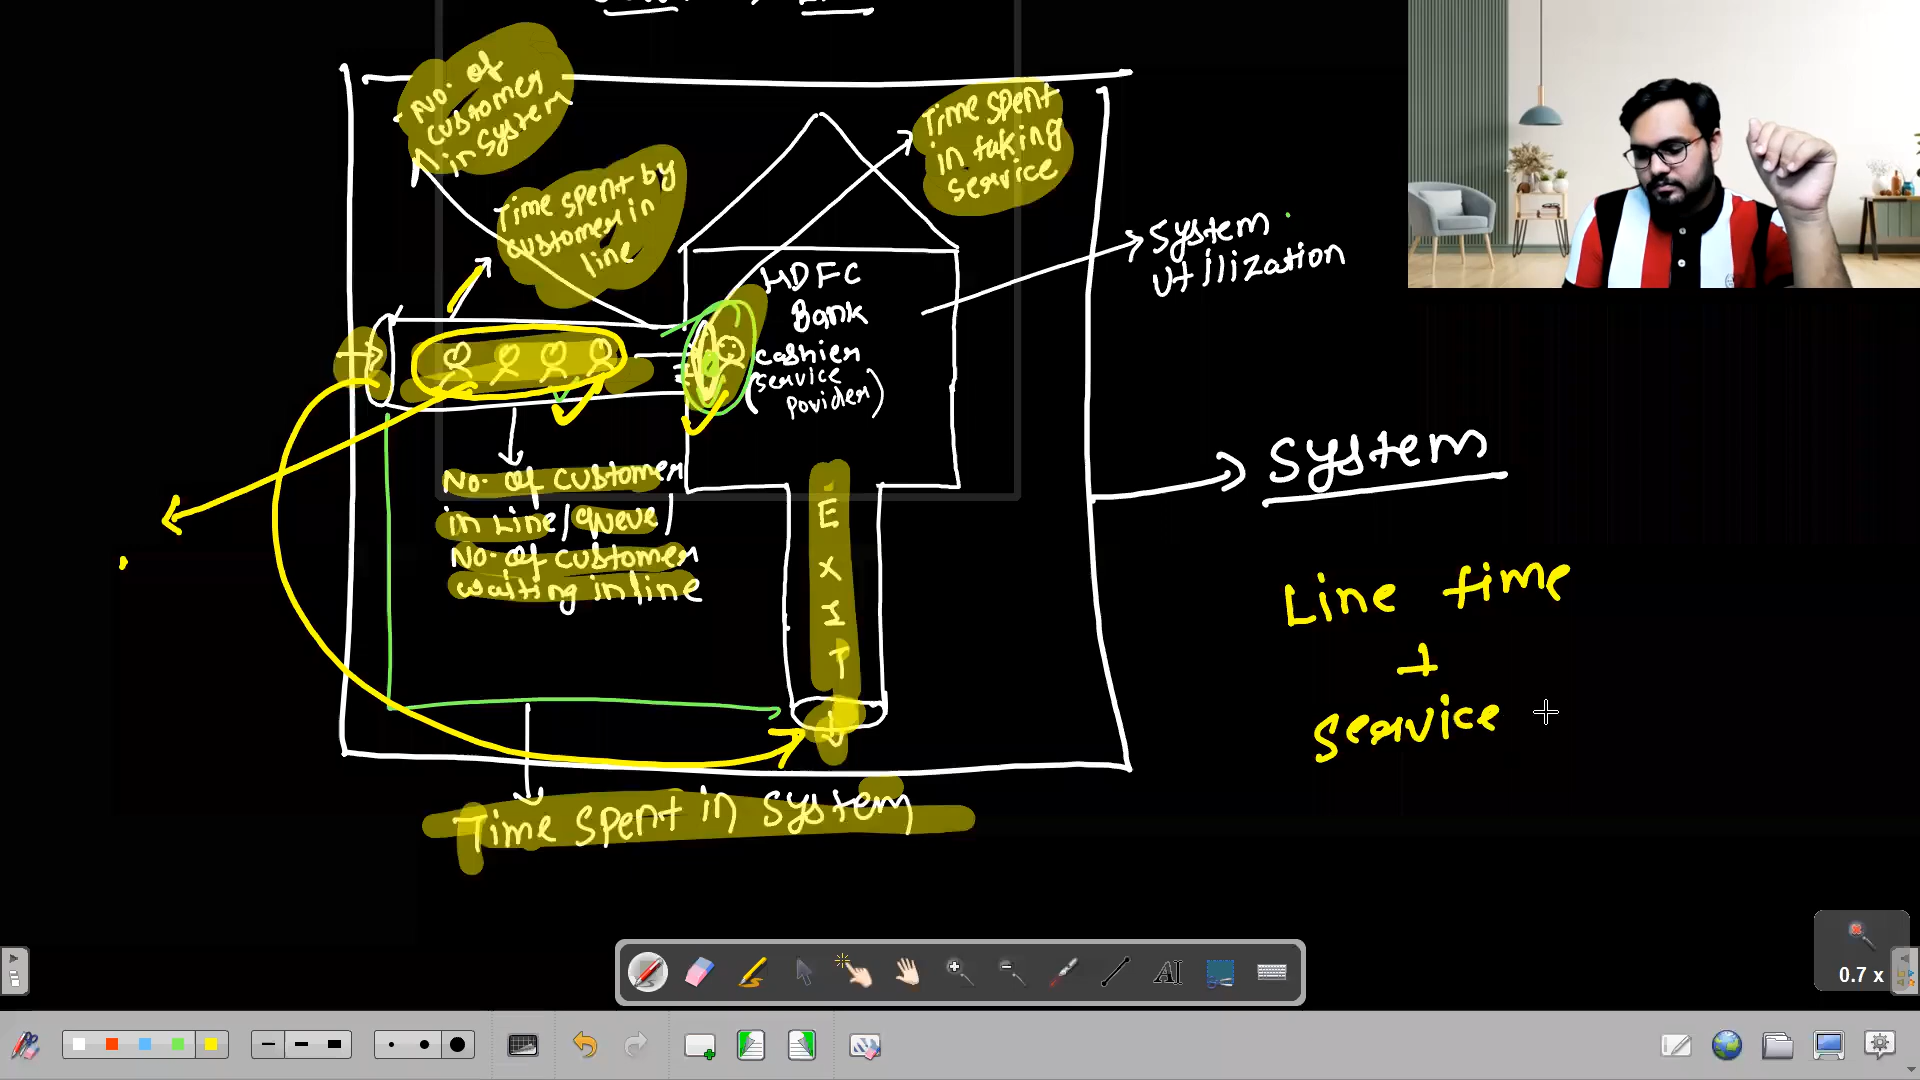 No. of
customer
in system
Time spent by
customer in
line
Time spent
in taking
service
HDFC
Bank
cashier
(service
povider)
System
utilization
No. of customer
in Line/queue/
No. of customer
waiting in line
E
X
I
T
System
Line time
+
service
Time spent in system
0.7 x